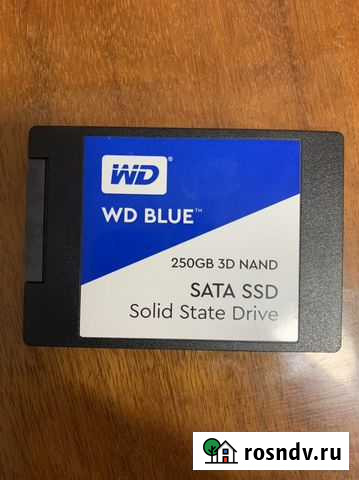 WD®
WD BLUE™
250GB 3D NAND
SATA SSD
Solid State Drive
rosndv.ru